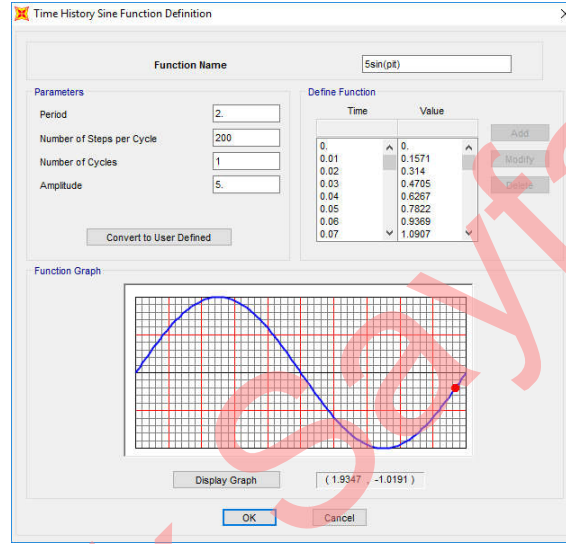 Time History Sine Function Definition
Function Name 5sin(pit)
Parameters
Period 2.
Number of Steps per Cycle 200
Number of Cycles 1
Amplitude 5.
Convert to User Defined
Define Function
Time Value
0. 0.
0.01 0.1571
0.02 0.314
0.03 0.4705
0.04 0.6267
0.05 0.7822
0.06 0.9369
0.07 1.0907
Add
Modify
Delete
Function Graph
Display Graph (1.9347 , -1.0191 )
OK Cancel